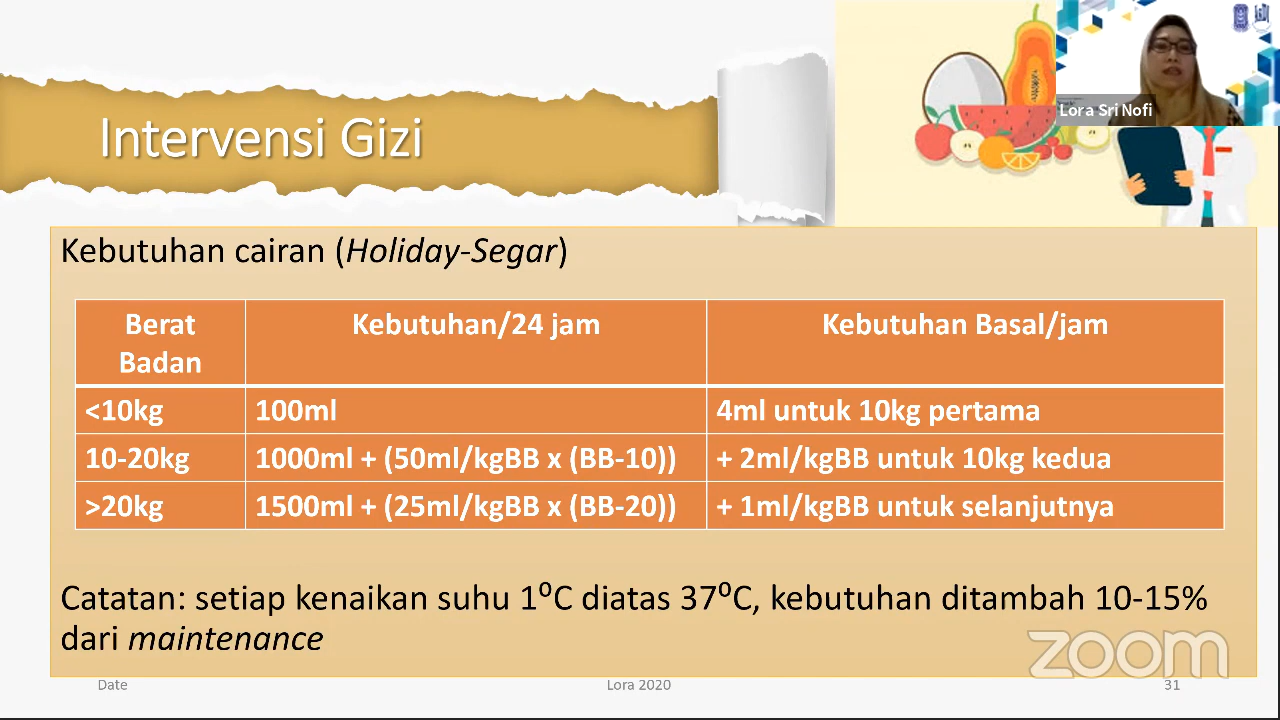 Intervensi Gizi
Lora Sri Nofi
Kebutuhan cairan (Holiday-Segar)
Berat Badan
Kebutuhan/24 jam
Kebutuhan Basal/jam
<10kg
100ml
4ml untuk 10kg pertama
10-20kg
1000ml + (50ml/kgBB x (BB-10))
+ 2ml/kgBB untuk 10kg kedua
>20kg
1500ml + (25ml/kgBB x (BB-20))
+ 1ml/kgBB untuk selanjutnya
Catatan: setiap kenaikan suhu 1⁰C diatas 37⁰C, kebutuhan ditambah 10-15%
dari maintenance
zoom
Date
Lora 2020
31